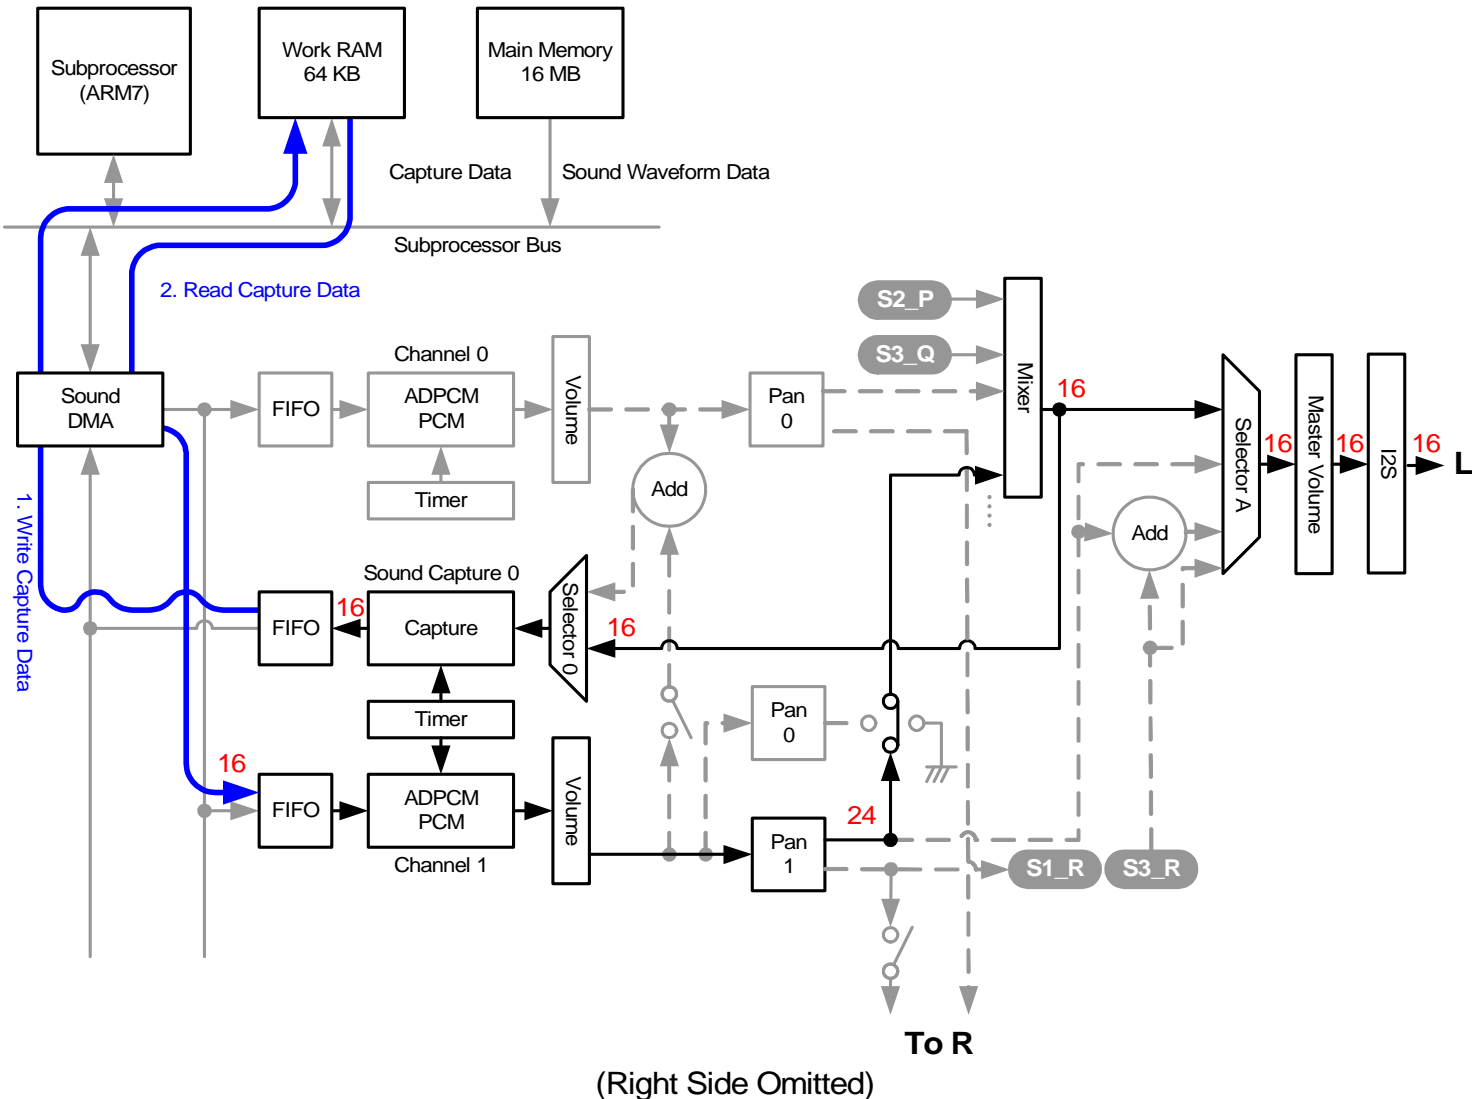 Subprocessor
(ARM7)
Work RAM
64 KB
Main Memory
16 MB
Capture Data
Sound Waveform Data
Subprocessor Bus
2. Read Capture Data
S2_P
S3_Q
Mixer
16
Channel 0
Volume
Sound
DMA
FIFO
ADPCM
PCM
Pan
0
Timer
Add
Selector A
16
Master Volume
16
I2S
16
L
Add
1. Write Capture Data
Sound Capture 0
FIFO
16
Capture
Selector 0
16
Timer
Pan
0
16
FIFO
ADPCM
PCM
Channel 1
Volume
Pan
1
24
S1_R
S3_R
To R
(Right Side Omitted)